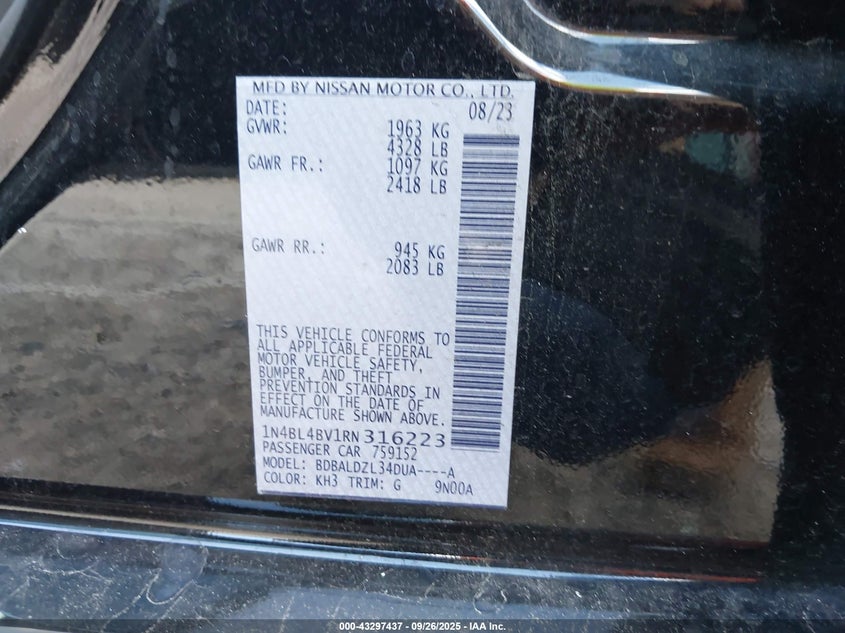 MFD BY NISSAN MOTOR CO., LTD.
DATE: 08/23
GVWR: 1963 KG
4328 LB
GAWR FR.: 1097 KG
2418 LB
GAWR RR.: 945 KG
2083 LB
THIS VEHICLE CONFORMS TO
ALL APPLICABLE FEDERAL
MOTOR VEHICLE SAFETY,
BUMPER, AND THEFT
PREVENTION STANDARDS IN
EFFECT ON THE DATE OF
MANUFACTURE SHOWN ABOVE.
1N4BL4BV1RN316223
PASSENGER CAR 759152
MODEL: BDBALDZL34DUA----A
COLOR: KH3 TRIM: G 9N00A
000-43297437 - 09/26/2025 - IAA Inc.